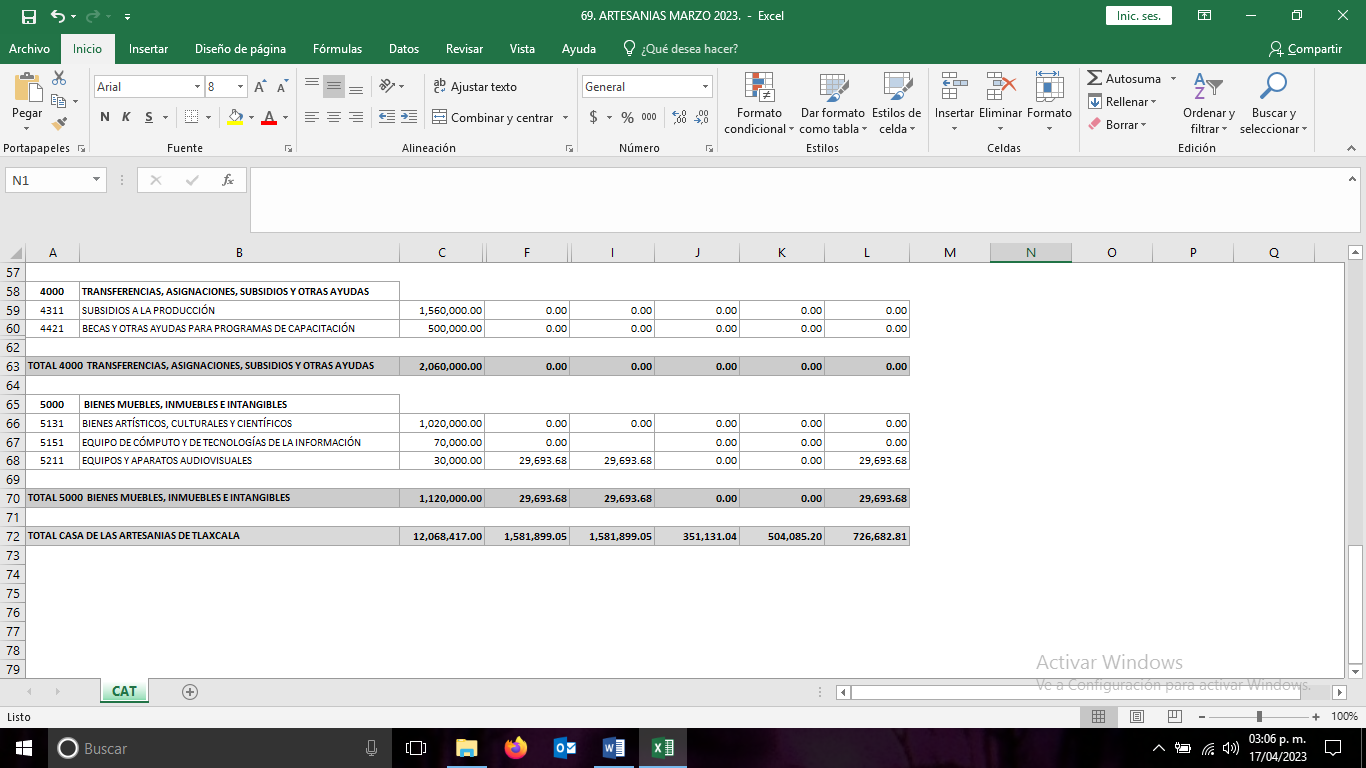 69. ARTESANIAS MARZO 2023. - Excel
Inic. ses.
Archivo Inicio Insertar Diseño de página Fórmulas Datos Revisar Vista Ayuda ¿Qué desea hacer? Compartir
Pegar
Portapapeles
Arial 8
N K S
Fuente
Ajustar texto
Combinar y centrar
Alineación
General
$ % 000
Número
Formato condicional
Dar formato como tabla
Estilos de celda
Estilos
Insertar Eliminar Formato
Celdas
Autosuma
Rellenar
Borrar
Ordenar y filtrar
Buscar y seleccionar
Edición
N1 fx
A B C F I J K L M N O P Q
57
58 4000 TRANSFERENCIAS, ASIGNACIONES, SUBSIDIOS Y OTRAS AYUDAS
59 4311 SUBSIDIOS A LA PRODUCCIÓN 1,560,000.00 0.00 0.00 0.00 0.00 0.00
60 4421 BECAS Y OTRAS AYUDAS PARA PROGRAMAS DE CAPACITACIÓN 500,000.00 0.00 0.00 0.00 0.00 0.00
62
63 TOTAL 4000 TRANSFERENCIAS, ASIGNACIONES, SUBSIDIOS Y OTRAS AYUDAS 2,060,000.00 0.00 0.00 0.00 0.00 0.00
64
65 5000 BIENES MUEBLES, INMUEBLES E INTANGIBLES
66 5131 BIENES ARTÍSTICOS, CULTURALES Y CIENTÍFICOS 1,020,000.00 0.00 0.00 0.00 0.00 0.00
67 5151 EQUIPO DE CÓMPUTO Y DE TECNOLOGÍAS DE LA INFORMACIÓN 70,000.00 0.00 0.00 0.00 0.00
68 5211 EQUIPOS Y APARATOS AUDIOVISUALES 30,000.00 29,693.68 29,693.68 0.00 0.00 29,693.68
69
70 TOTAL 5000 BIENES MUEBLES, INMUEBLES E INTANGIBLES 1,120,000.00 29,693.68 29,693.68 0.00 0.00 29,693.68
71
72 TOTAL CASA DE LAS ARTESANIAS DE TLAXCALA 12,068,417.00 1,581,899.05 1,581,899.05 351,131.04 504,085.20 726,682.81
73
74
75
76
77
78
79
Activar Windows
Ve a Configuración para activar Windows.
CAT
Listo
100%
Buscar
03:06 p. m.
17/04/2023